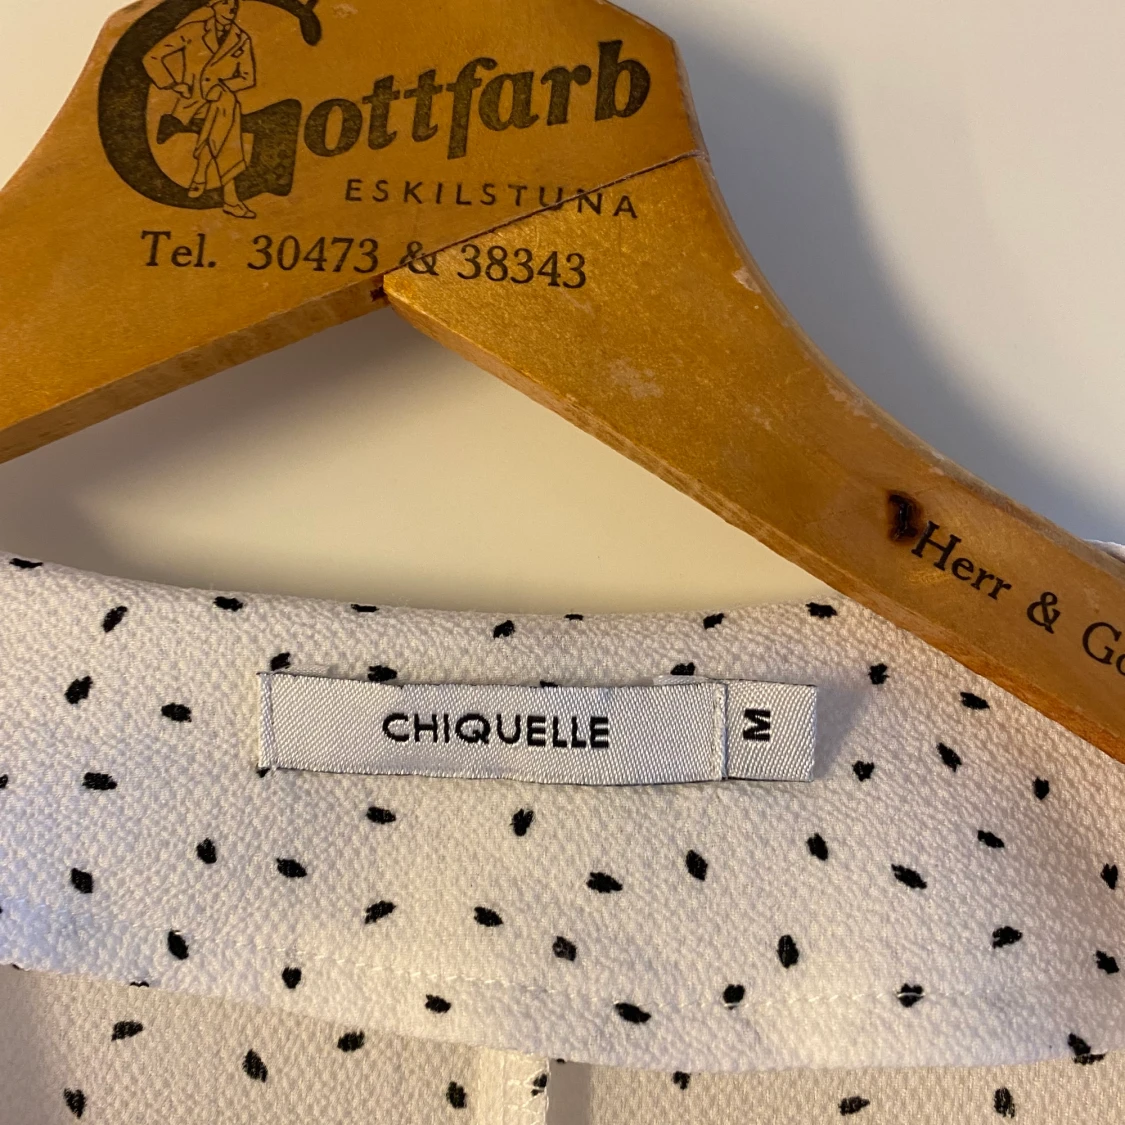 Gottfarb
ESKILSTUNA
Tel. 30473 & 38343
Herr &
CHIQUELLE
M